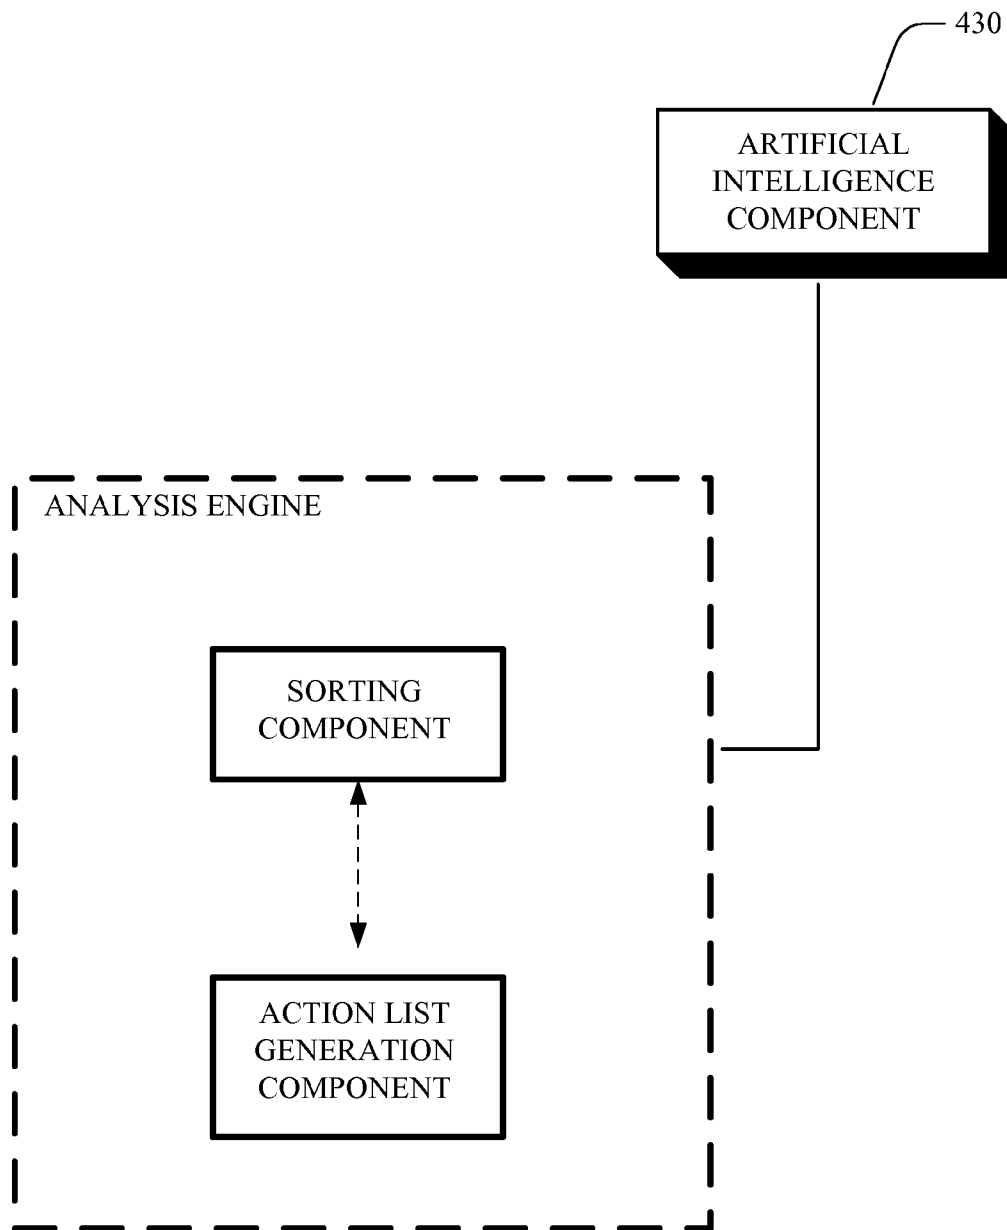 430
ARTIFICIAL
INTELLIGENCE
COMPONENT
ANALYSIS ENGINE
SORTING
COMPONENT
ACTION LIST
GENERATION
COMPONENT